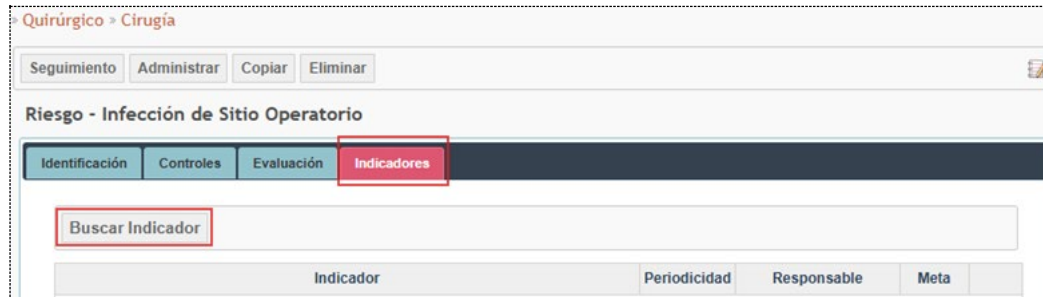 » Quirúrgico » Cirugía
Seguimiento Administrar Copiar Eliminar
Riesgo - Infección de Sitio Operatorio
Identificación Controles Evaluación Indicadores
Buscar Indicador
Indicador Periodicidad Responsable Meta